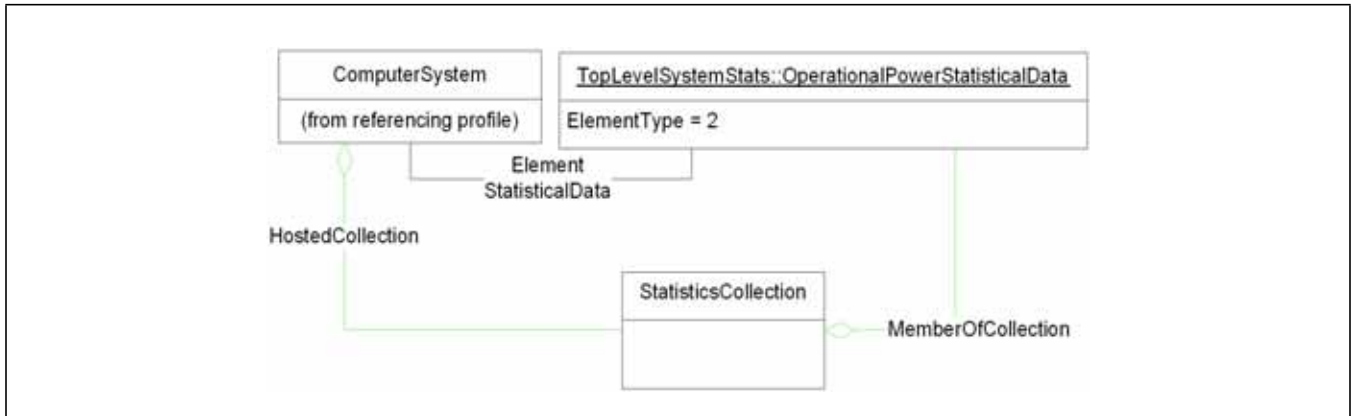 ComputerSystem
(from referencing profile)
TopLevelSystemStats::OperationalPowerStatisticalData
ElementType = 2
Element
StatisticalData
HostedCollection
StatisticsCollection
MemberOfCollection